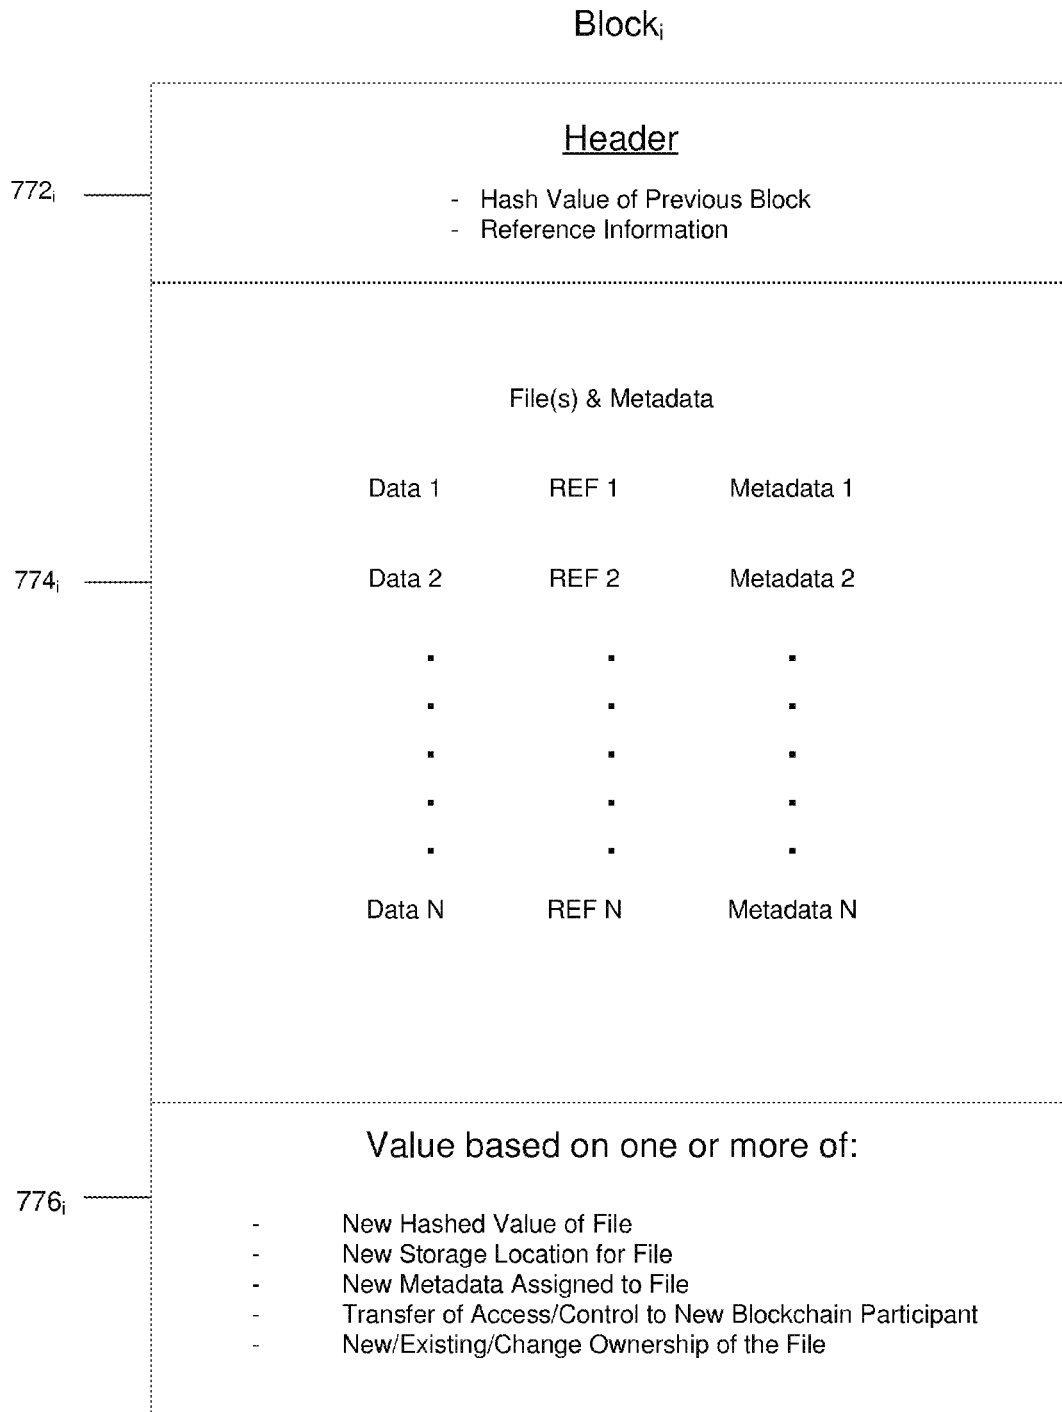 Blockᵢ
Header
772ᵢ
- Hash Value of Previous Block
- Reference Information
File(s) & Metadata
Data 1 REF 1 Metadata 1
774ᵢ
Data 2 REF 2 Metadata 2
Data N REF N Metadata N
Value based on one or more of:
776ᵢ
- New Hashed Value of File
- New Storage Location for File
- New Metadata Assigned to File
- Transfer of Access/Control to New Blockchain Participant
- New/Existing/Change Ownership of the File